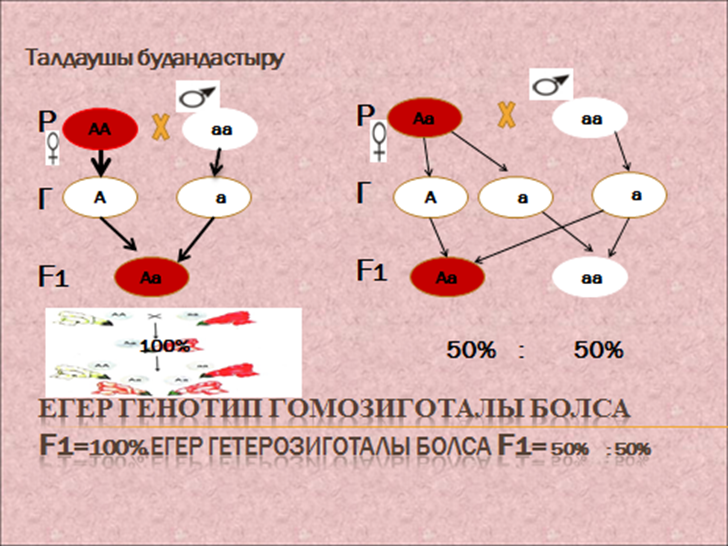 Талдаушы будандастыру
Р АА аа
Г А а
F1 Аа
100%
Р Аа аа
Г А а а
F1 Аа аа
50% : 50%
ЕГЕР ГЕНОТИП ГОМОЗИГОТАЛЫ БОЛСА
F1=100%.ЕГЕР ГЕТЕРОЗИГОТАЛЫ БОЛСА F1= 50% :50%